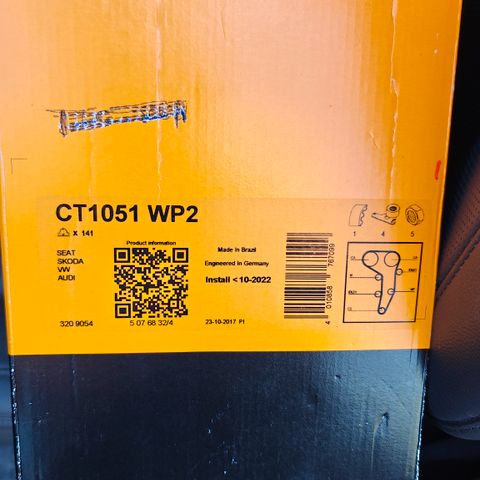 CT1051 WP2
X 141
Product information
SEAT
SKODA
VW
AUDI
Made in Brazil
Engineered in Germany
Install < 10-2022
320 9054
5 07 68 32/4
23-10-2017 PI
1 4 5